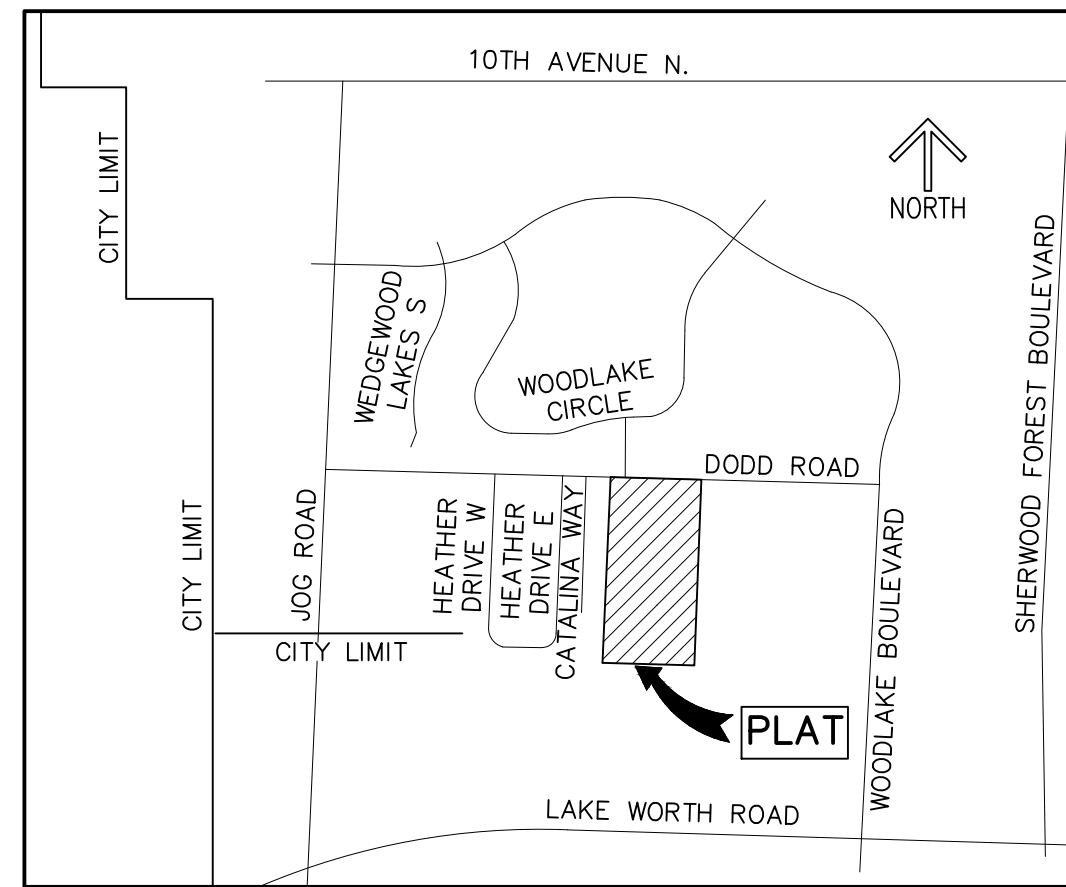 10TH AVENUE N.
CITY LIMIT
NORTH
SHERWOOD FOREST BOULEVARD
WEDGEWOOD
LAKES S
WOODLAKE
CIRCLE
DODD ROAD
CITY LIMIT
JOG ROAD
HEATHER
DRIVE W
HEATHER
DRIVE E
CATALINA WAY
WOODLAKE BOULEVARD
CITY LIMIT
PLAT
LAKE WORTH ROAD